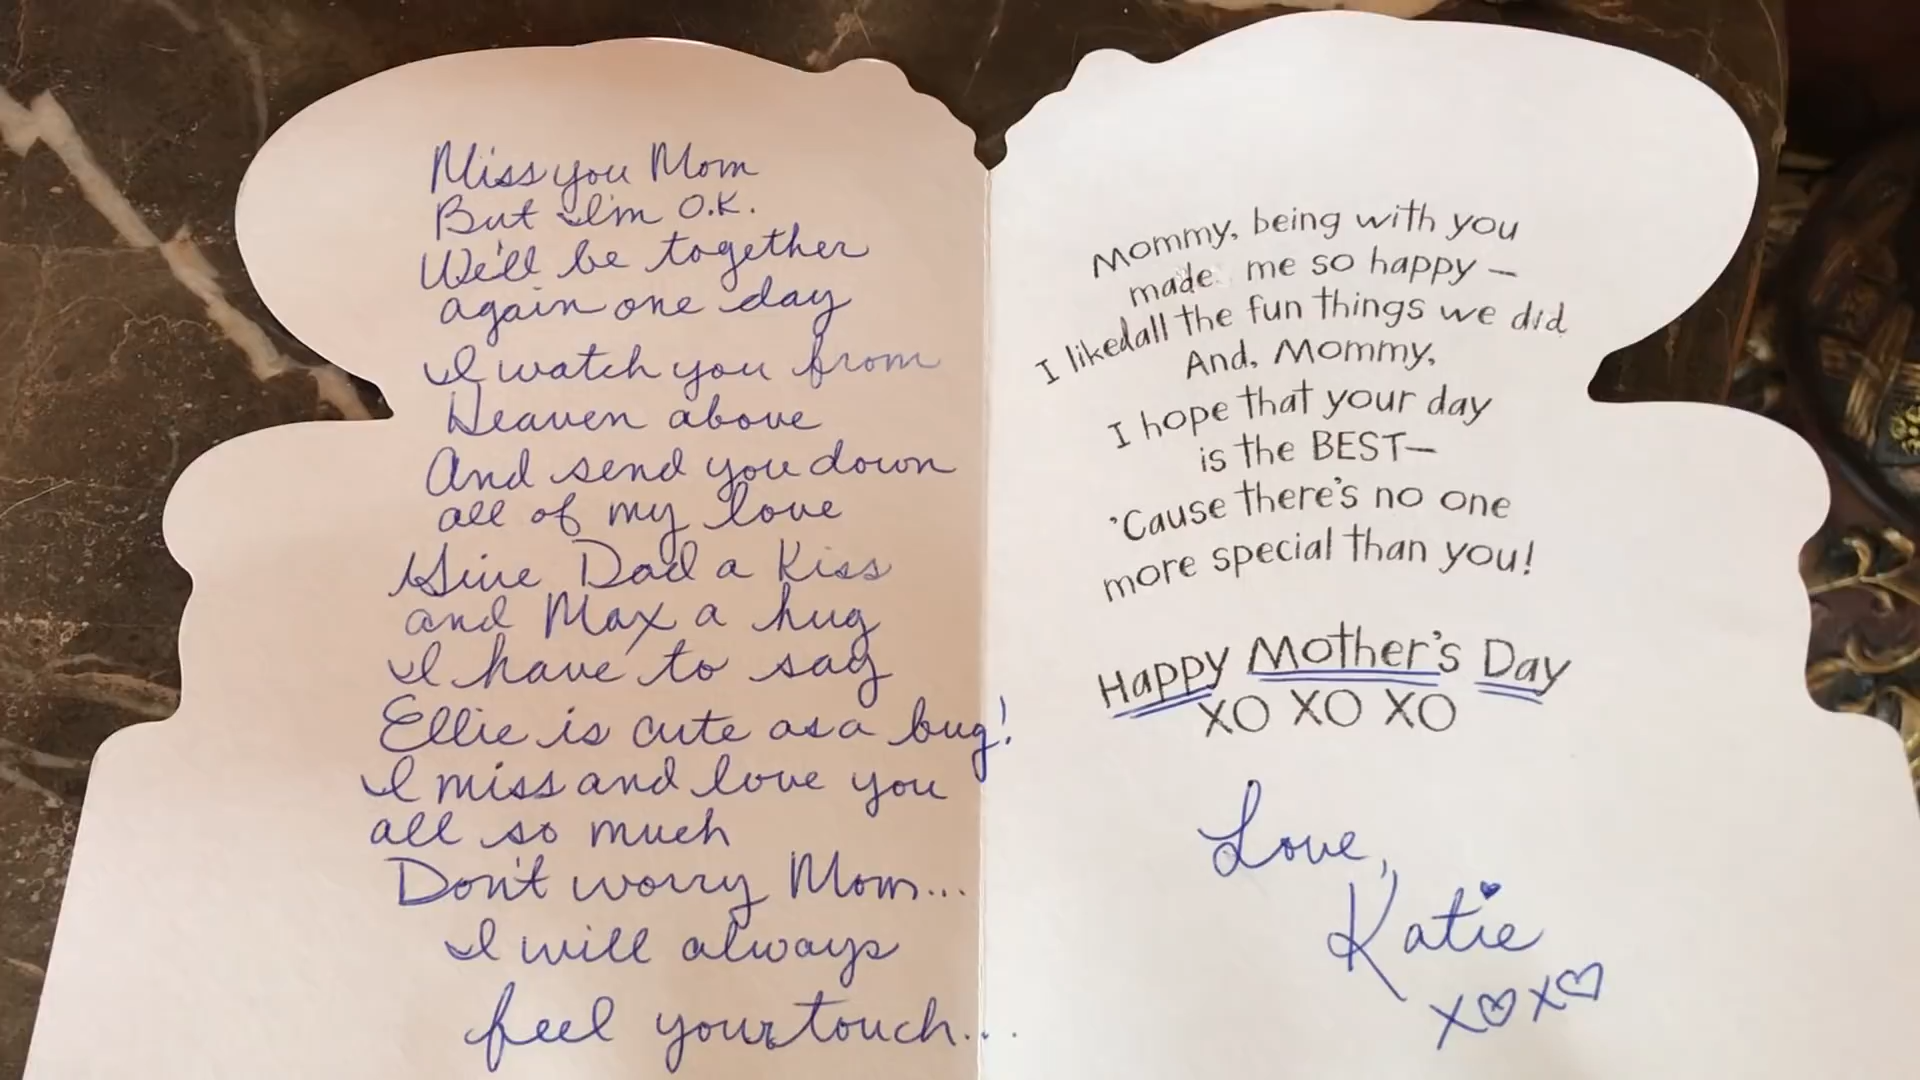 Miss you Mom
But I'm O.K.
We'll be together
again one day
I watch you from
Heaven above
And send you down
all of my love
Give Dad a Kiss
and Max a hug
I have to say
Ellie is cute as a bug!
I miss and love you
all so much
Don't worry Mom...
I will always
feel your touch...
Mommy, being with you
made me so happy —
I liked all the fun things we did
And, Mommy,
I hope that your day
is the BEST—
'Cause there's no one
more special than you!
Happy Mother's Day
XO XO XO
Love,
Katie
X♡X♡